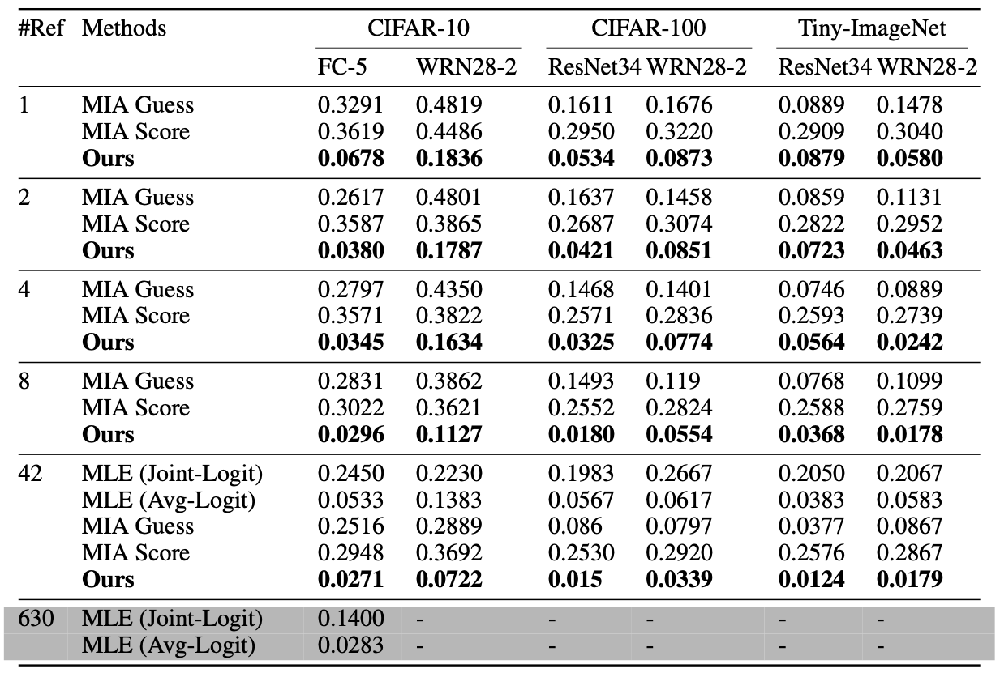 #Ref Methods CIFAR-10 CIFAR-100 Tiny-ImageNet
FC-5 WRN28-2 ResNet34 WRN28-2 ResNet34 WRN28-2
1 MIA Guess 0.3291 0.4819 0.1611 0.1676 0.0889 0.1478
MIA Score 0.3619 0.4486 0.2950 0.3220 0.2909 0.3040
Ours 0.0678 0.1836 0.0534 0.0873 0.0879 0.0580
2 MIA Guess 0.2617 0.4801 0.1637 0.1458 0.0859 0.1131
MIA Score 0.3587 0.3865 0.2687 0.3074 0.2822 0.2952
Ours 0.0380 0.1787 0.0421 0.0851 0.0723 0.0463
4 MIA Guess 0.2797 0.4350 0.1468 0.1401 0.0746 0.0889
MIA Score 0.3571 0.3822 0.2571 0.2836 0.2593 0.2739
Ours 0.0345 0.1634 0.0325 0.0774 0.0564 0.0242
8 MIA Guess 0.2831 0.3862 0.1493 0.119 0.0768 0.1099
MIA Score 0.3022 0.3621 0.2552 0.2824 0.2588 0.2759
Ours 0.0296 0.1127 0.0180 0.0554 0.0368 0.0178
42 MLE (Joint-Logit) 0.2450 0.2230 0.1983 0.2667 0.2050 0.2067
MLE (Avg-Logit) 0.0533 0.1383 0.0567 0.0617 0.0383 0.0583
MIA Guess 0.2516 0.2889 0.086 0.0797 0.0377 0.0867
MIA Score 0.2948 0.3692 0.2530 0.2920 0.2576 0.2867
Ours 0.0271 0.0722 0.015 0.0339 0.0124 0.0179
630 MLE (Joint-Logit) 0.1400 - - - - -
MLE (Avg-Logit) 0.0283 - - - - -